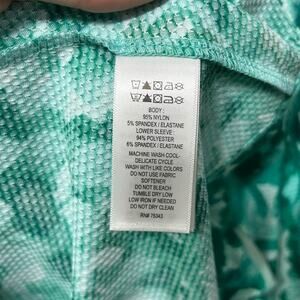 BODY:
95% NYLON
5% SPANDEX / ELASTANE
LOWER SLEEVE:
94% POLYESTER
6% SPANDEX / ELASTANE
MACHINE WASH COOL-
DELICATE CYCLE
WASH WITH LIKE COLORS
DO NOT USE FABRIC
SOFTENER
DO NOT BLEACH
TUMBLE DRY LOW
LOW IRON IF NEEDED
DO NOT DRY CLEAN
RN# 75343